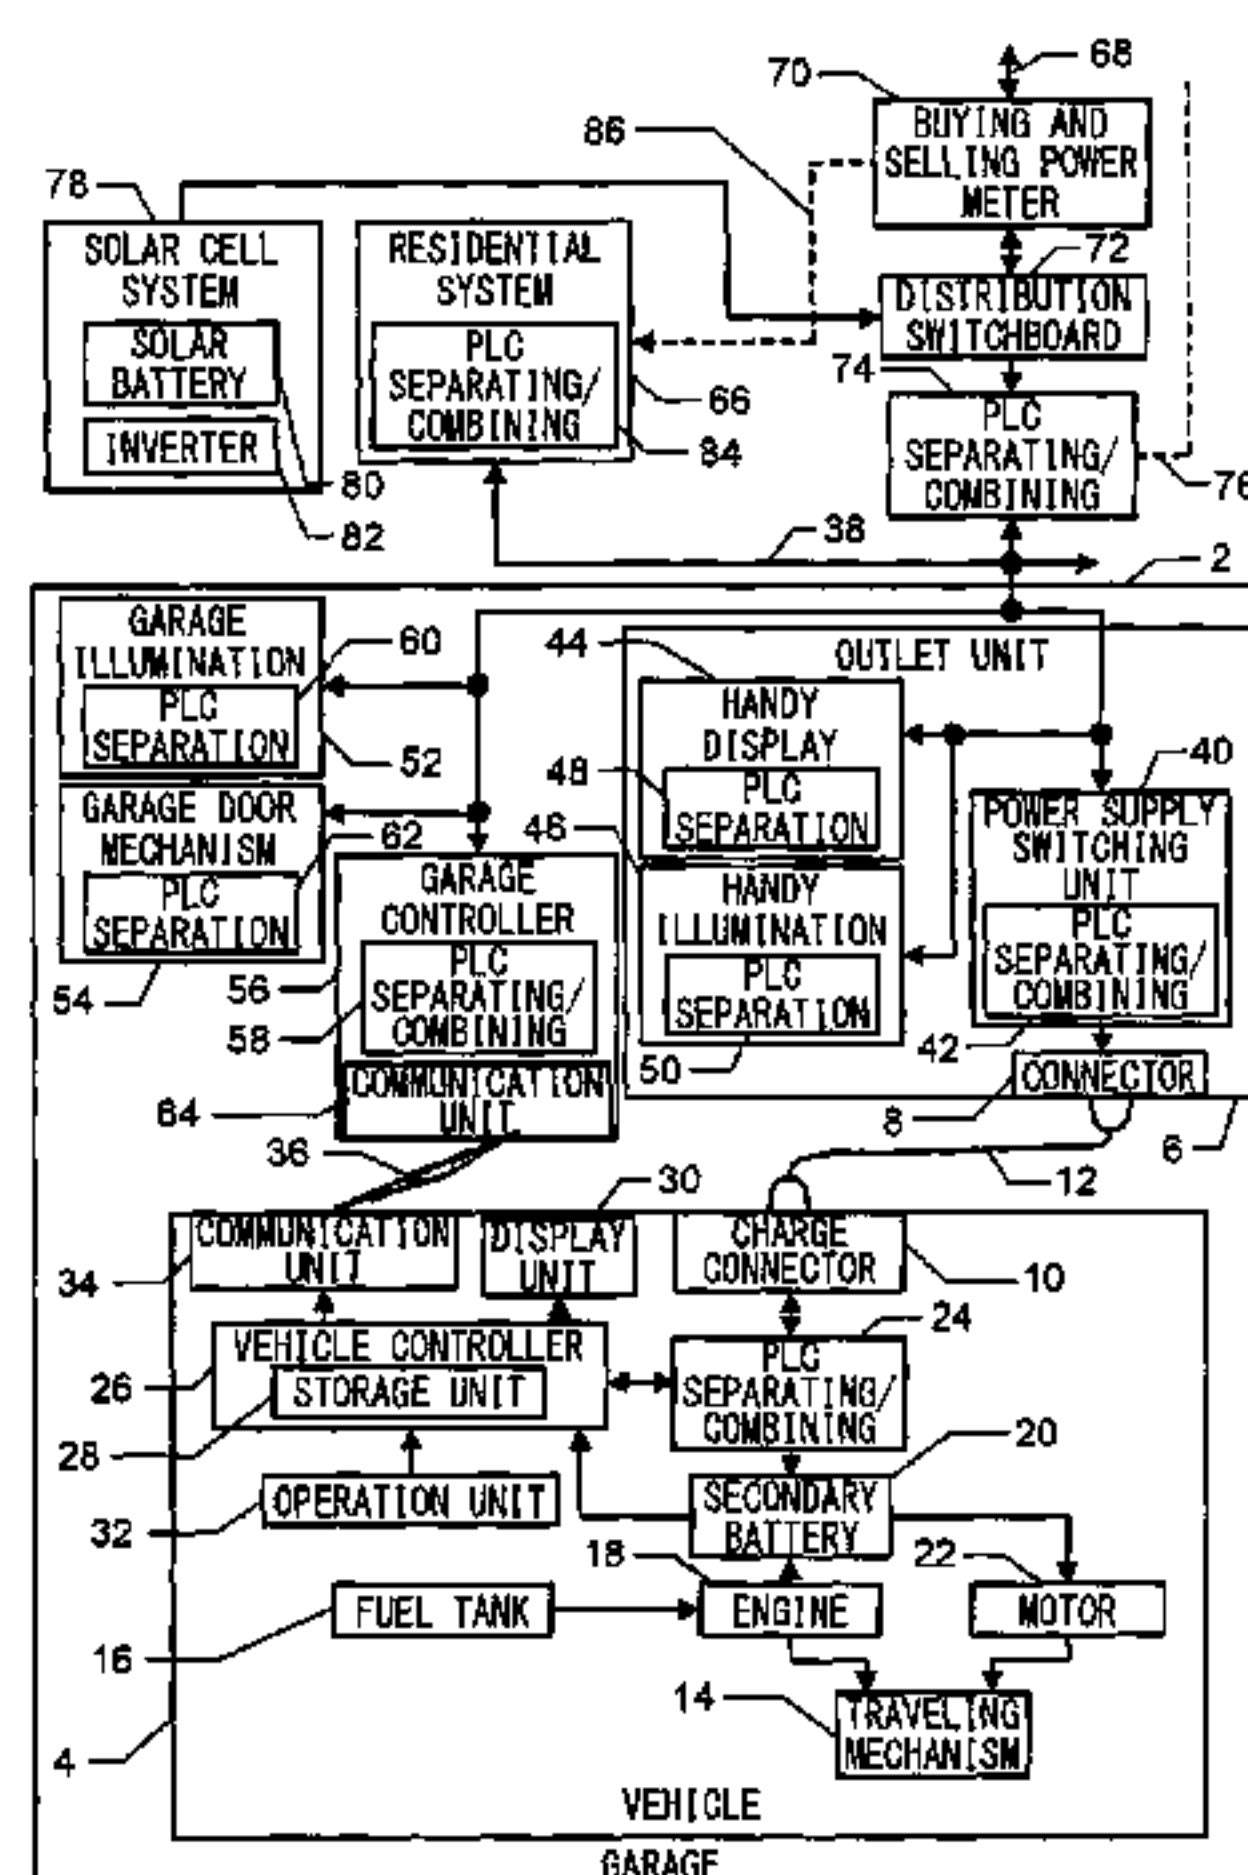 68
70
BUYING AND
SELLING POWER
METER
86
78
SOLAR CELL
SYSTEM
SOLAR
BATTERY
INVERTER
80
82
RESIDENTIAL
SYSTEM
PLC
SEPARATING/
COMBINING
66
84
72
DISTRIBUTION
SWITCHBOARD
74
PLC
SEPARATING/
COMBINING
76
38
2
GARAGE
ILLUMINATION
PLC
SEPARATION
60
52
GARAGE DOOR
MECHANISM
PLC
SEPARATION
62
54
GARAGE
CONTROLLER
PLC
SEPARATING/
COMBINING
56
58
COMMUNICATION
UNIT
64
36
OUTLET UNIT
44
HANDY
DISPLAY
PLC
SEPARATION
48
46
HANDY
ILLUMINATION
PLC
SEPARATION
50
40
POWER SUPPLY
SWITCHING
UNIT
PLC
SEPARATING/
COMBINING
42
CONNECTOR
8
6
12
COMMUNICATION
UNIT
34
30
DISPLAY
UNIT
CHARGE
CONNECTOR
10
VEHICLE CONTROLLER
STORAGE UNIT
26
28
24
PLC
SEPARATING/
COMBINING
20
OPERATION UNIT
32
SECONDARY
BATTERY
18
22
FUEL TANK
16
ENGINE
MOTOR
14
TRAVELING
MECHANISM
4
VEHICLE
GARAGE